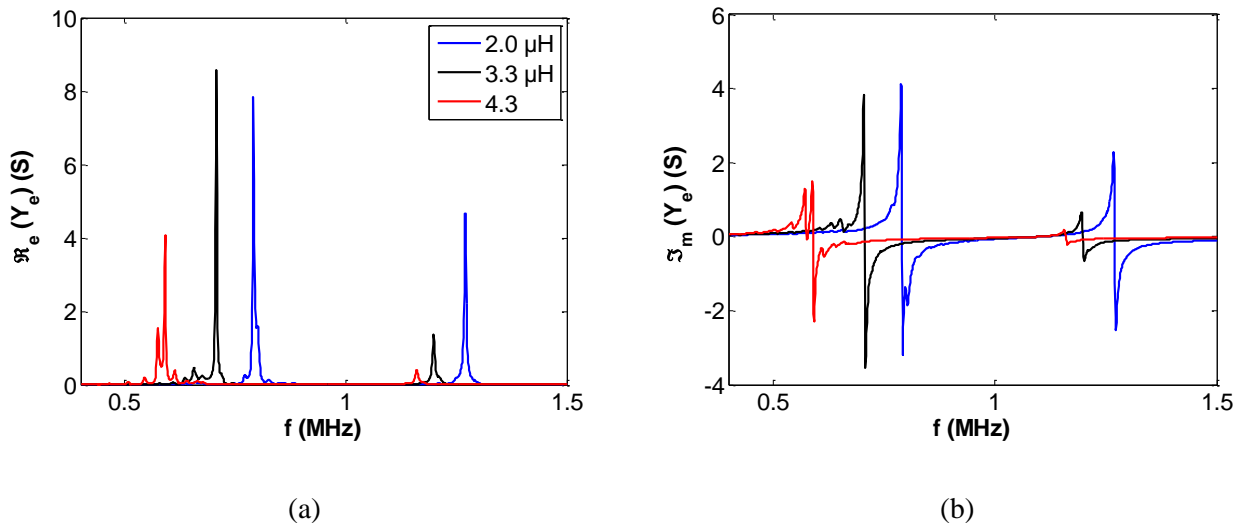 (a)
10
8
6
4
2
0
ℜe (Ye) (S)
2.0 µH
3.3 µH
4.3
0.5 1 1.5
f (MHz)
(b)
6
4
2
0
-2
-4
ℑm (Ye) (S)
0.5 1 1.5
f (MHz)
(a) (b)